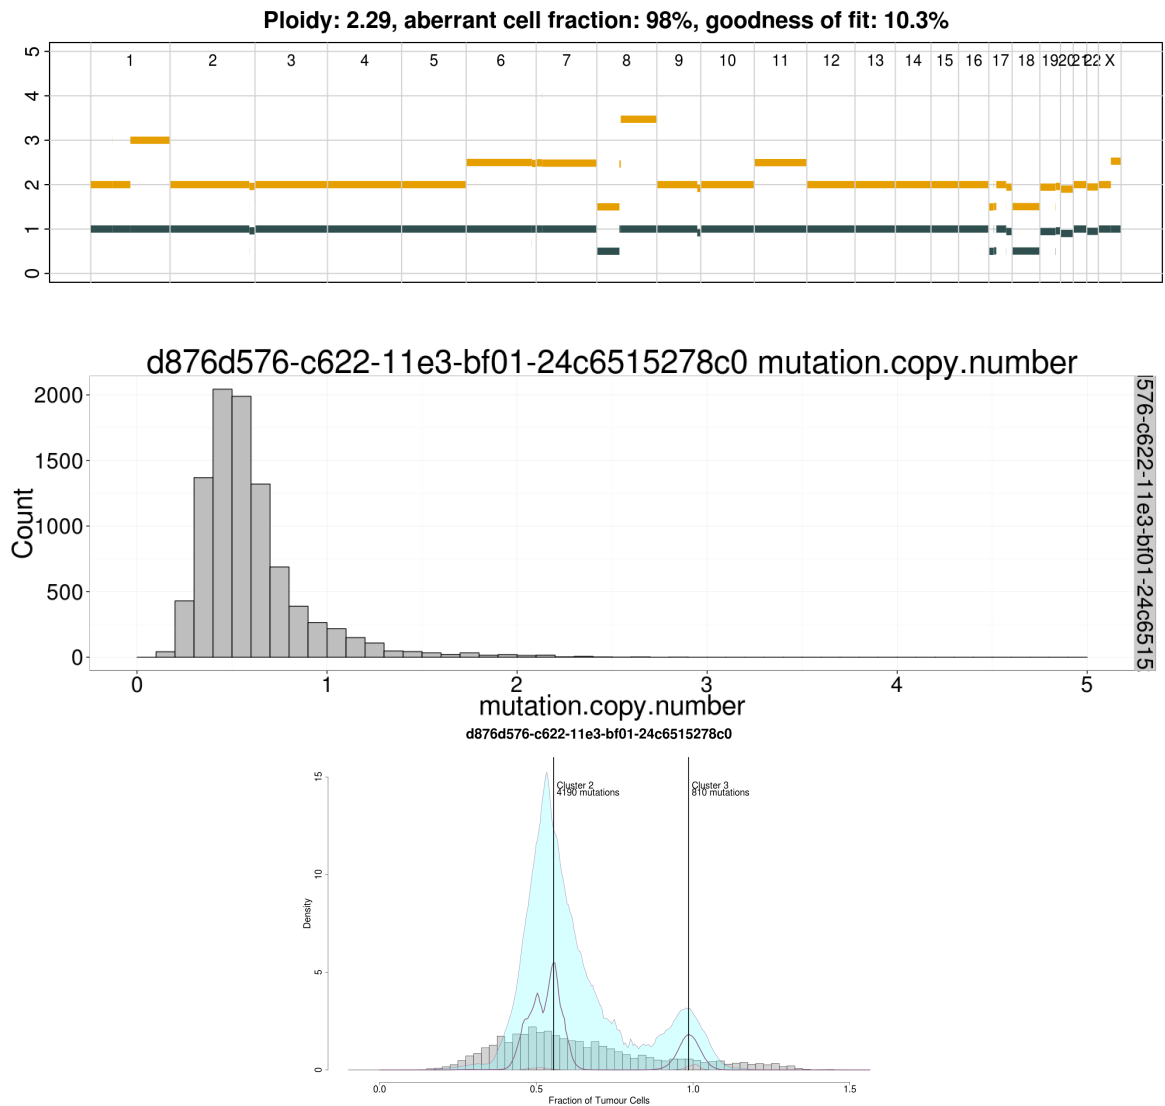 Ploidy: 2.29, aberrant cell fraction: 98%, goodness of fit: 10.3%
1 2 3 4 5 6 7 8 9 10 11 12 13 14 15 16 17 18 19 20 21 22 X
5
4
3
2
1
0
d876d576-c622-11e3-bf01-24c6515278c0 mutation.copy.number
2000
1500
1000
500
0
Count
576-c622-11e3-bf01-24c6515
0 1 2 3 4 5
mutation.copy.number
d876d576-c622-11e3-bf01-24c6515278c0
15
10
5
0
Density
Cluster 2
4190 mutations
Cluster 3
810 mutations
0.0 0.5 1.0 1.5
Fraction of Tumour Cells